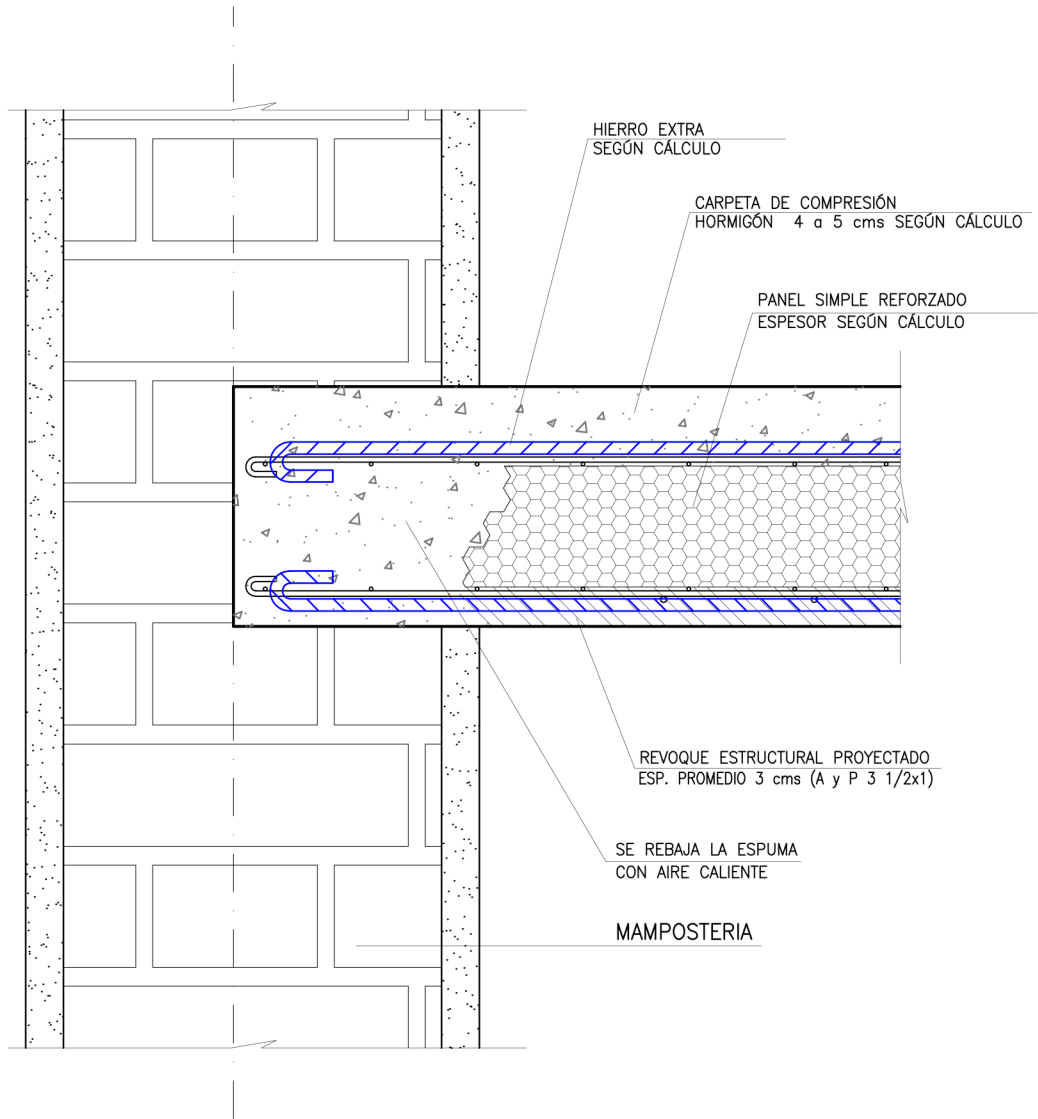 HIERRO EXTRA
SEGÚN CÁLCULO
CARPETA DE COMPRESIÓN
HORMIGÓN 4 a 5 cms SEGÚN CÁLCULO
PANEL SIMPLE REFORZADO
ESPESOR SEGÚN CÁLCULO
REVOQUE ESTRUCTURAL PROYECTADO
ESP. PROMEDIO 3 cms (A y P 3 1/2x1)
SE REBAJA LA ESPUMA
CON AIRE CALIENTE
MAMPOSTERIA